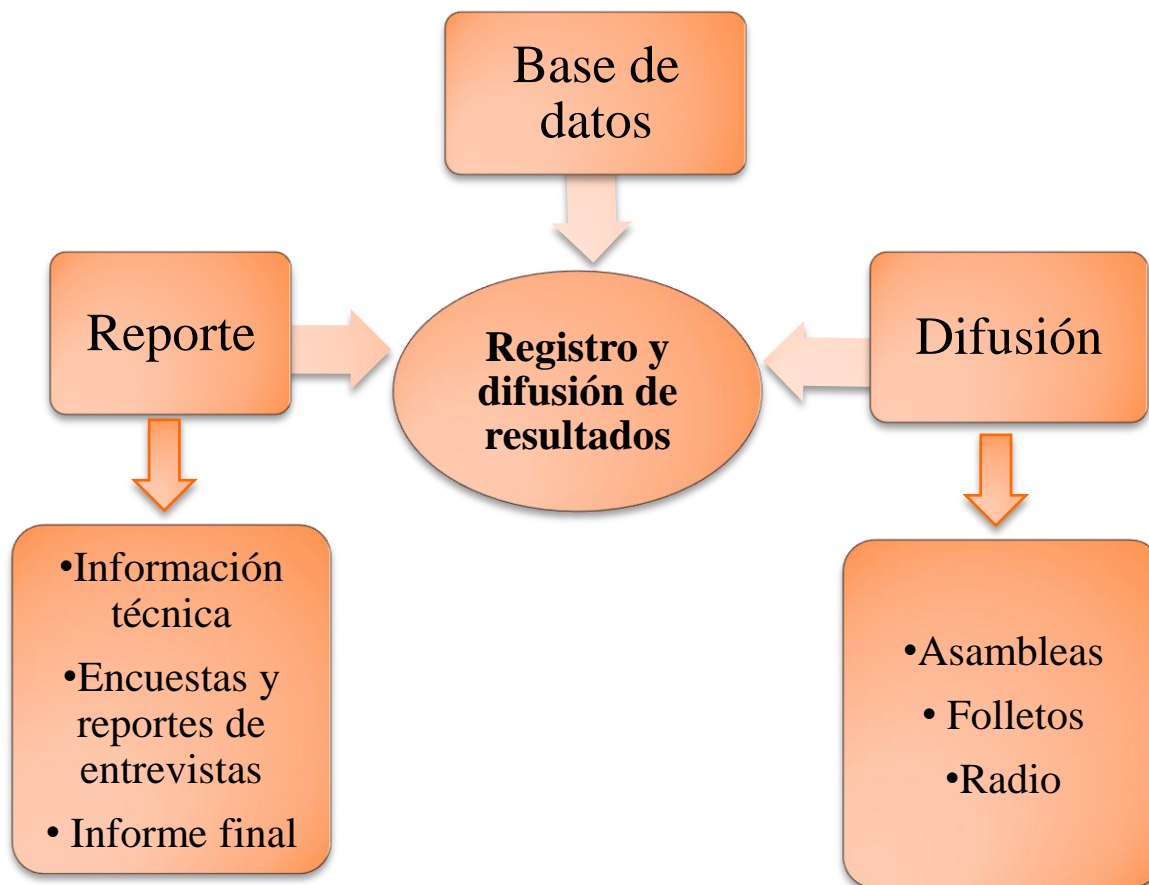 Base de
datos
Reporte
Registro y
difusión de
resultados
Difusión
•Información
técnica
•Encuestas y
reportes de
entrevistas
• Informe final
•Asambleas
• Folletos
•Radio